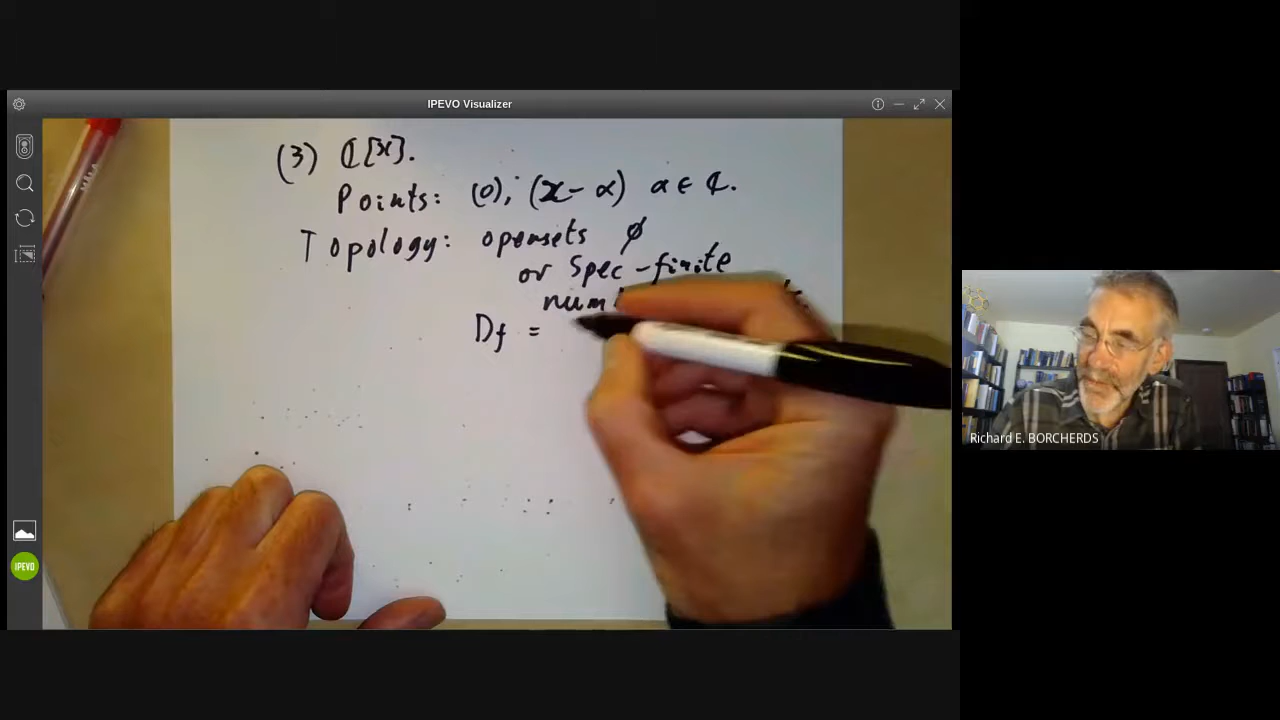 IPEVO Visualizer
(3) ℂ[x].
Points: (0), (x-α) α ∈ ℂ.
Topology: opensets ∅
or Spec - finite
Df =
Richard E. BORCHERDS
IPEVO